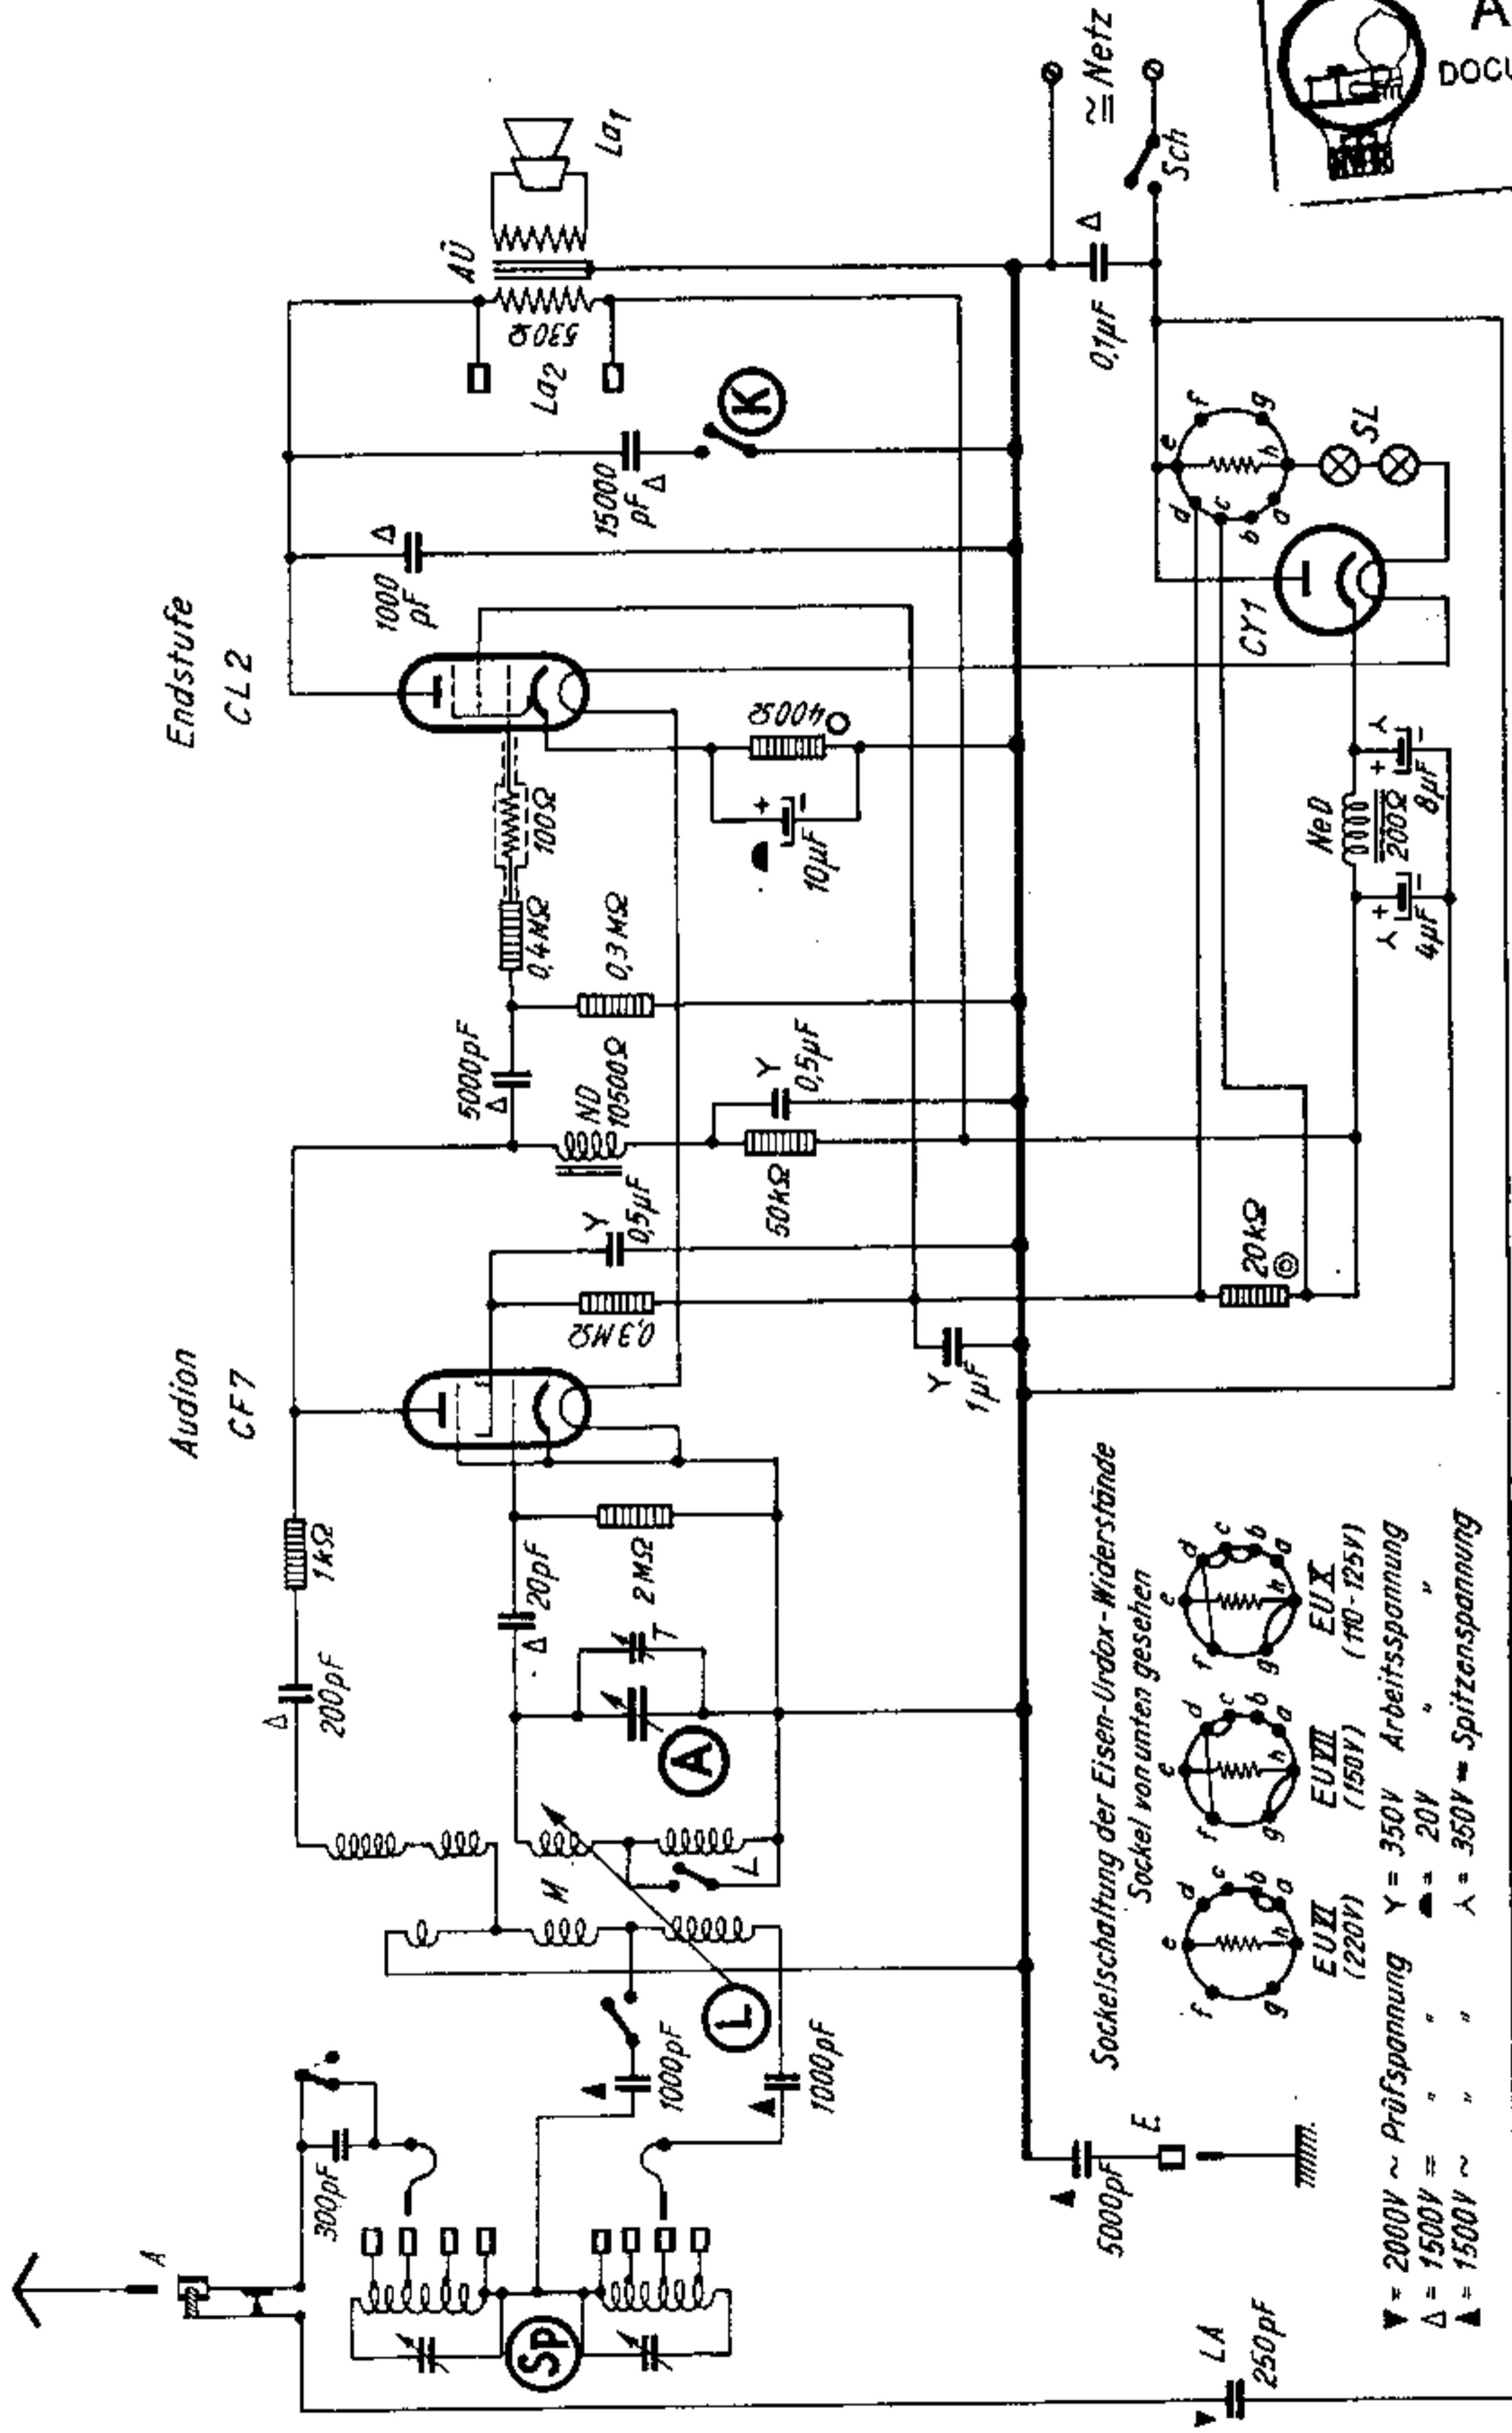 Audion
CF7
Endstufe
CL2
A
300pF
Δ
200pF
1kΩ
5000pF
Δ
0,4MΩ
100Ω
1000
pF
Δ
15000
pF
Δ
AÜ
530Ω
La2
La1
Sp
L
A
K
1000pF
1000pF
M
L
T
Δ
20pF
2MΩ
0,3MΩ
Y
0,5µF
ND
10500Ω
50kΩ
Y
0,5µF
0,3MΩ
+
−
10µF
400Ω
Y
1µF
20kΩ
5000pF
E
LA
250pF
NeD
200Ω
4µF
+
−
8µF
+
−
CY1
a
b
c
d
e
f
g
h
SL
0,1µF
Δ
≅ Netz
Sch
Sockelschaltung der Eisen-Urdox-Widerstände
Sockel von unten gesehen
a
b
c
d
e
f
g
h
EU VI
(220V)
a
b
c
d
e
f
g
h
EU VII
(150V)
a
b
c
d
e
f
g
h
EU X
(110-125V)
▼ = 2000V ~ Prüfspannung Y = 350V Arbeitsspannung
Δ = 1500V = " " = 20V " "
▲ = 1500V ~ " " = 350V = Spitzenspannung